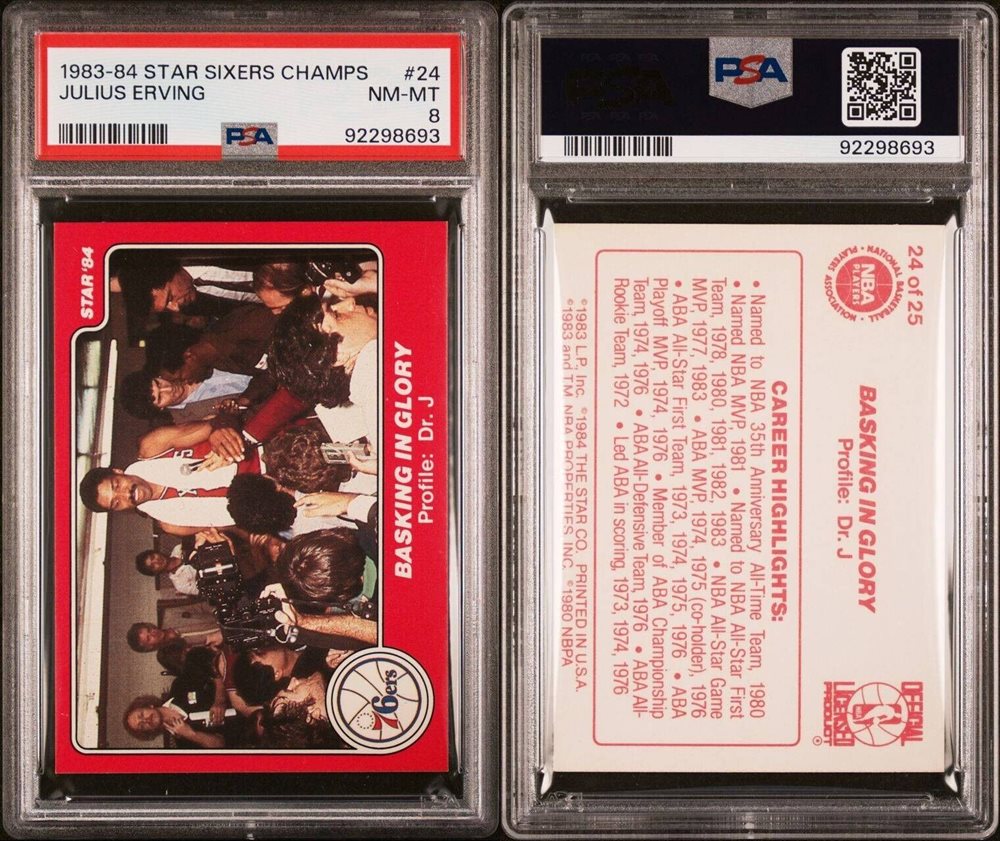 1983-84 STAR SIXERS CHAMPS #24
JULIUS ERVING NM-MT
8
PSA 92298693
STAR '84
BASKING IN GLORY
Profile: Dr. J
76ers
PSA
92298693
24 of 25
NATIONAL BASKETBALL
PLAYERS ASSOCIATION
NBA
PLAYERS
BASKING IN GLORY
Profile: Dr. J
OFFICIAL
LICENSED
PRODUCT
®
CAREER HIGHLIGHTS:
• Named to NBA 35th Anniversary All-Time Team, 1980
• Named NBA MVP, 1981 • Named to NBA All-Star First
Team, 1978, 1980, 1981, 1982, 1983 • NBA All-Star Game
MVP, 1977, 1983 • ABA MVP, 1974, 1975 (co-holder), 1976
• ABA All-Star First Team, 1973, 1974, 1975, 1976 • ABA
Playoff MVP, 1974, 1976 • Member of ABA Championship
Team, 1974, 1976 • ABA All-Defensive Team, 1976 • ABA All-
Rookie Team, 1972 • Led ABA in scoring, 1973, 1974, 1976
©1983 L.P., Inc. ©1984 THE STAR CO. PRINTED IN U.S.A.
©1983 and TM NBA PROPERTIES, INC. ©1980 NBPA